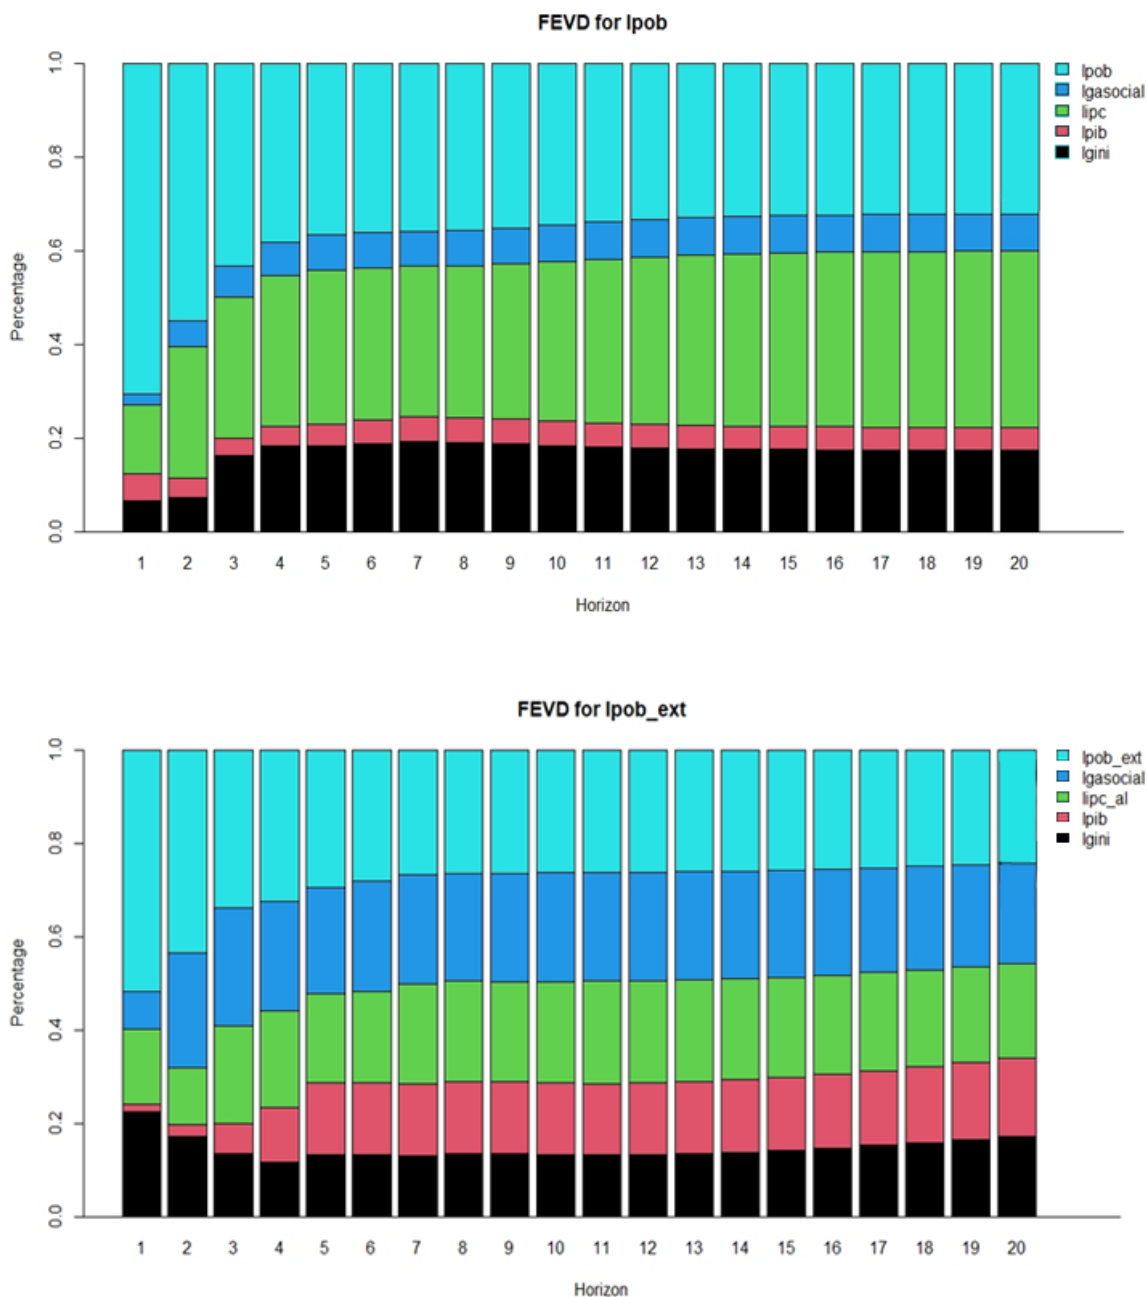 FEVD for lpob
Percentage
1.0
0.8
0.6
0.4
0.2
0.0
lpob
lgasocial
lipc
lpib
lgini
1 2 3 4 5 6 7 8 9 10 11 12 13 14 15 16 17 18 19 20
Horizon
FEVD for lpob_ext
Percentage
1.0
0.8
0.6
0.4
0.2
0.0
lpob_ext
lgasocial
lipc_al
lpib
lgini
1 2 3 4 5 6 7 8 9 10 11 12 13 14 15 16 17 18 19 20
Horizon